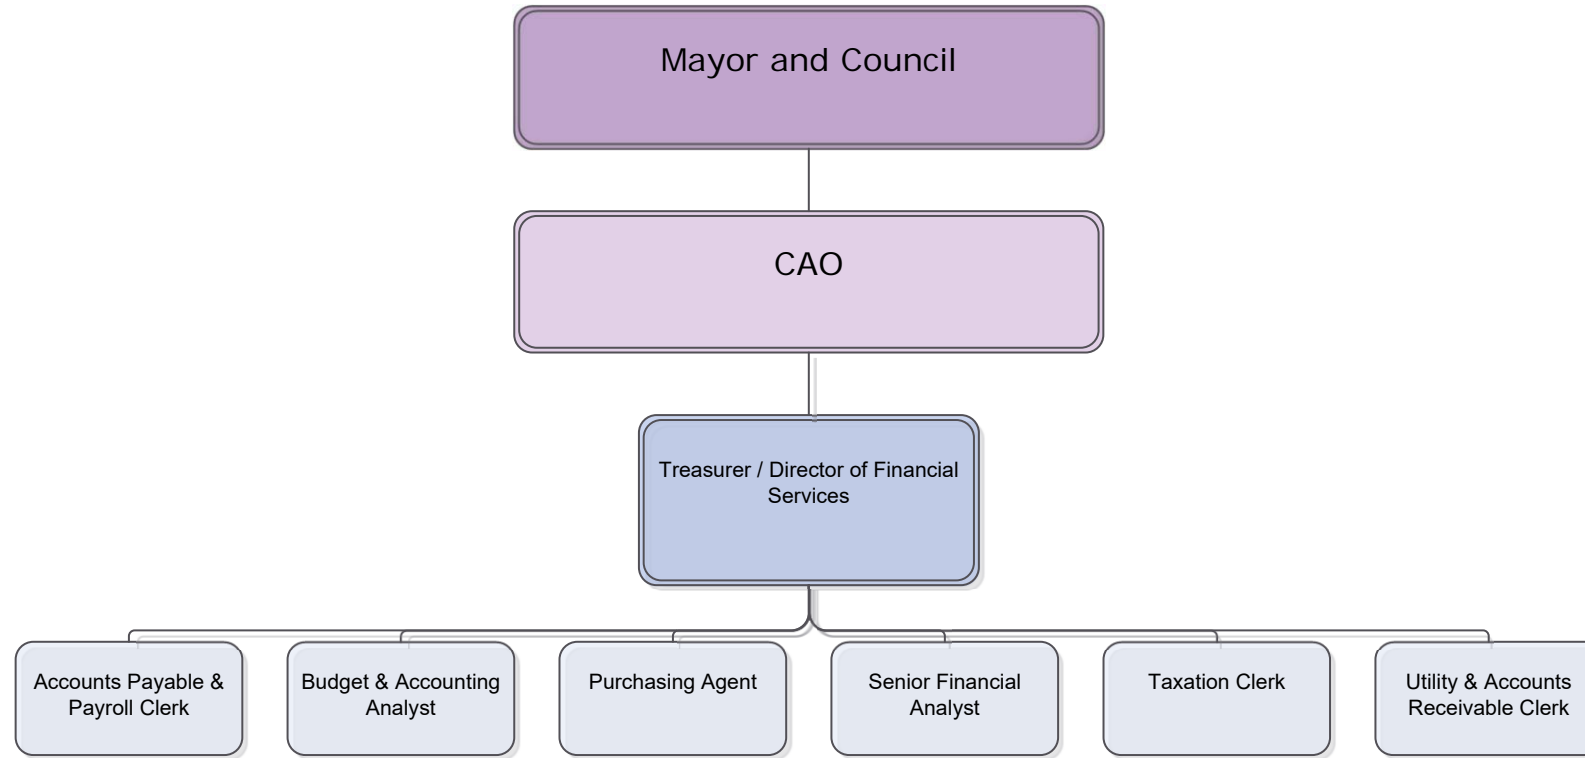 Mayor and Council
CAO
Treasurer / Director of Financial
Services
Accounts Payable &
Payroll Clerk
Budget & Accounting
Analyst
Purchasing Agent
Senior Financial
Analyst
Taxation Clerk
Utility & Accounts
Receivable Clerk